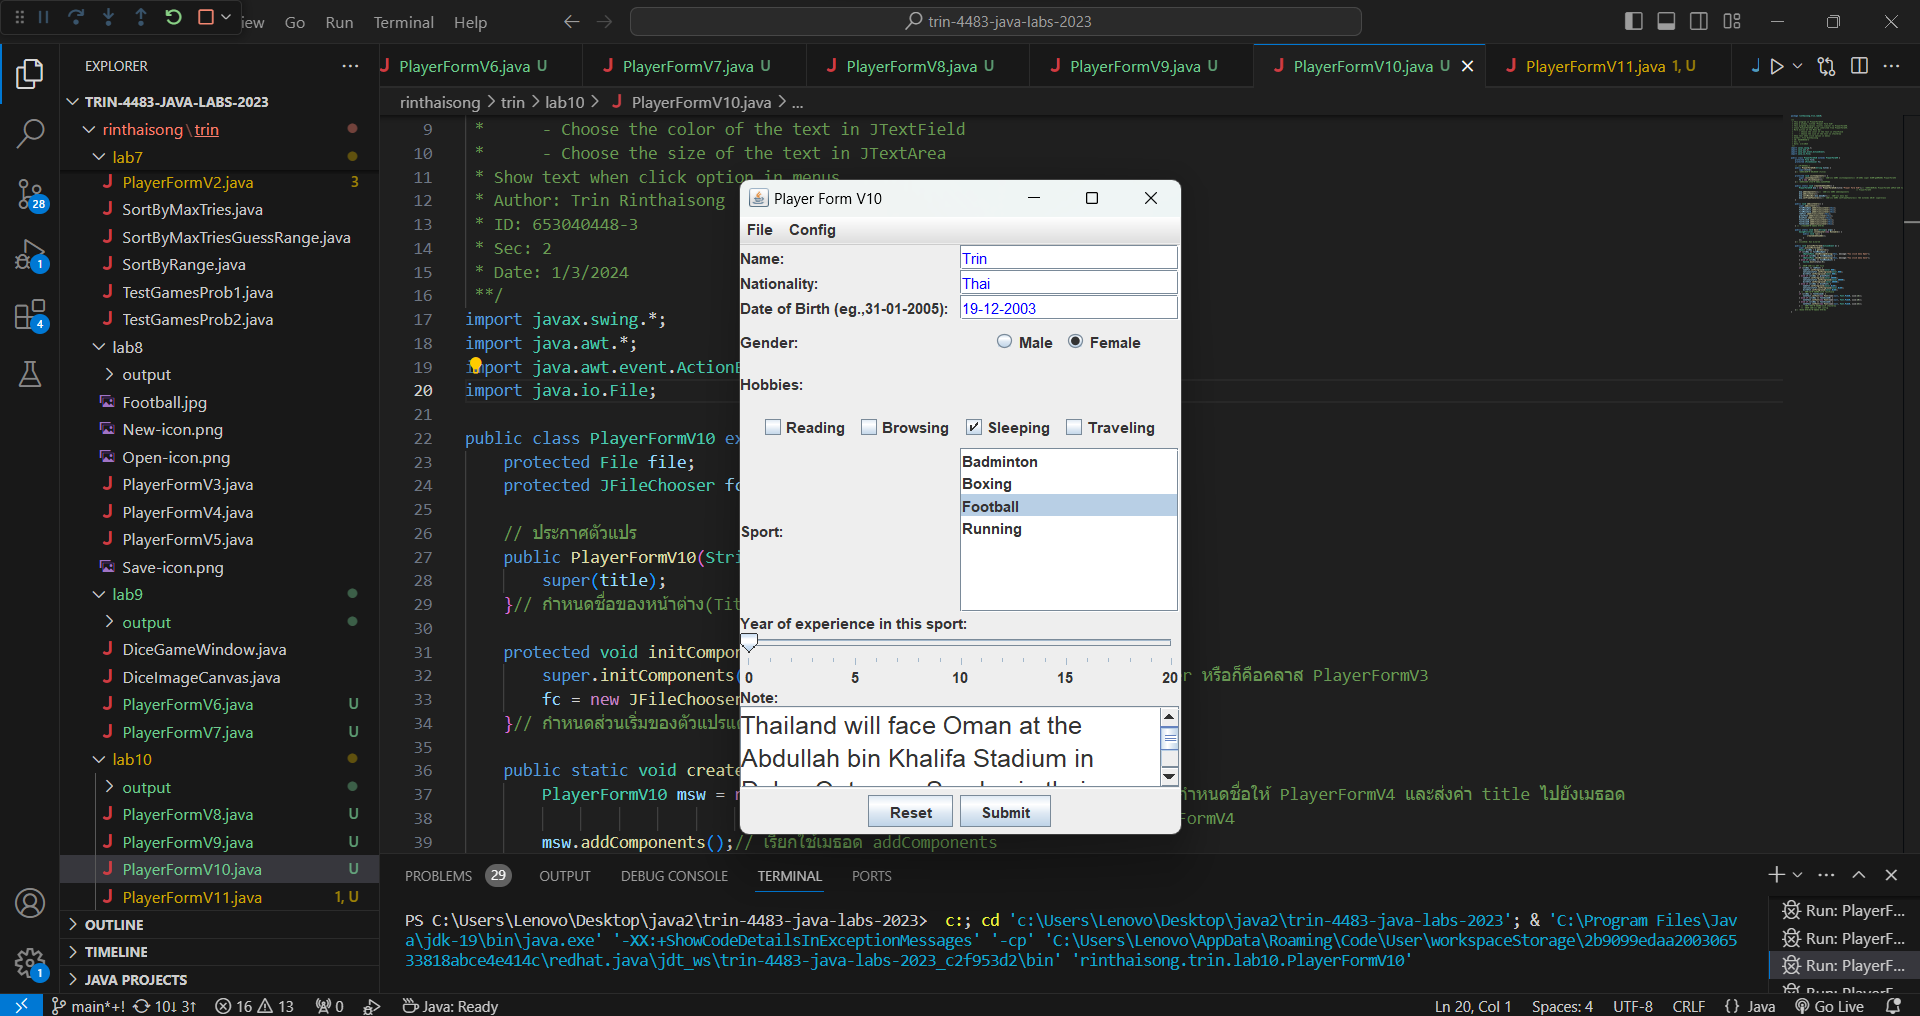 iew Go Run Terminal Help
trin-4483-java-labs-2023
EXPLORER
PlayerFormV6.java U
PlayerFormV7.java U
PlayerFormV8.java U
PlayerFormV9.java U
PlayerFormV10.java U
PlayerFormV11.java 1, U
rinthaisong > trin > lab10 > PlayerFormV10.java > ...
TRIN-4483-JAVA-LABS-2023
rinthaisong\trin
lab7
PlayerFormV2.java 3
SortByMaxTries.java
SortByMaxTriesGuessRange.java
SortByRange.java
TestGamesProb1.java
TestGamesProb2.java
lab8
output
Football.jpg
New-icon.png
Open-icon.png
PlayerFormV3.java
PlayerFormV4.java
PlayerFormV5.java
Save-icon.png
lab9
output
DiceGameWindow.java
DiceImageCanvas.java
PlayerFormV6.java U
PlayerFormV7.java U
lab10
output
PlayerFormV8.java U
PlayerFormV9.java U
PlayerFormV10.java U
PlayerFormV11.java 1, U
OUTLINE
TIMELINE
JAVA PROJECTS
28
1
4
1
9 * - Choose the color of the text in JTextField
10 * - Choose the size of the text in JTextArea
11 * Show text when click option in menus
12 * Author: Trin Rinthaisong
13 * ID: 653040448-3
14 * Sec: 2
15 * Date: 1/3/2024
16 **/
17 import javax.swing.*;
18 import java.awt.*;
19 import java.awt.event.ActionE
20 import java.io.File;
21
22 public class PlayerFormV10 ex
23 protected File file;
24 protected JFileChooser fc
25
26 // ประกาศตัวแปร
27 public PlayerFormV10(Stri
28 super(title);
29 }// กำหนดชื่อของหน้าต่าง(Tit
30
31 protected void initCompon
32 super.initComponents( r หรือก็คือคลาส PlayerFormV3
33 fc = new JFileChooser
34 }// กำหนดส่วนเริ่มของตัวแปรแ
35
36 public static void create
37 PlayerFormV10 msw = n กำหนดชื่อให้ PlayerFormV4 และส่งค่า title ไปยังเมธอด
38 ormV4
39 msw.addComponents();// เรียกใช้เมธอด addComponents
Player Form V10
File Config
Name: Trin
Nationality: Thai
Date of Birth (eg.,31-01-2005): 19-12-2003
Gender: Male Female
Hobbies:
Reading Browsing Sleeping Traveling
Badminton
Boxing
Football
Running
Sport:
Year of experience in this sport:
0 5 10 15 20
Note:
Thailand will face Oman at the
Abdullah bin Khalifa Stadium in
Reset Submit
PROBLEMS 29 OUTPUT DEBUG CONSOLE TERMINAL PORTS
PS C:\Users\Lenovo\Desktop\java2\trin-4483-java-labs-2023> c:; cd 'c:\Users\Lenovo\Desktop\java2\trin-4483-java-labs-2023'; & 'C:\Program Files\Jav
a\jdk-19\bin\java.exe' '-XX:+ShowCodeDetailsInExceptionMessages' '-cp' 'C:\Users\Lenovo\AppData\Roaming\Code\User\workspaceStorage\2b9099edaa2003065
33818abce4e414c\redhat.java\jdt_ws\trin-4483-java-labs-2023_c2f953d2\bin' 'rinthaisong.trin.lab10.PlayerFormV10'
Run: PlayerF...
Run: PlayerF...
Run: PlayerF...
main*+! 10↓ 3↑ 16 13 0 Java: Ready
Ln 20, Col 1 Spaces: 4 UTF-8 CRLF {} Java Go Live